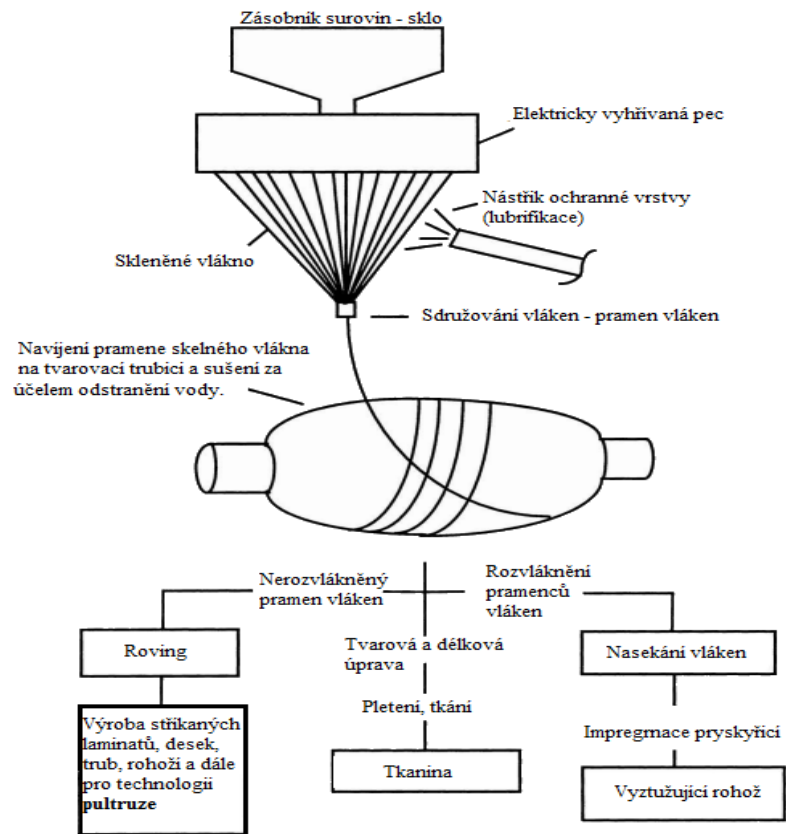 Zásobník surovin - sklo
Elektricky vyhřívaná pec
Nástřik ochranné vrstvy
(lubrifikace)
Skleněné vlákno
Sdružování vláken - pramen vláken
Navíjení pramene skelného vlákna
na tvarovací trubici a sušení za
účelem odstranění vody.
Nerozvlákněný
pramen vláken
Rozvláknění
pramenců
vláken
Roving
Tvarová a délková
úprava
Nasekání vláken
Výroba stříkaných
laminatů, desek,
trub, rohoží a dále
pro technologii
pultruze
Pletení, tkání
Tkanina
Impregrnace pryskyřicí
Vyztužující rohož